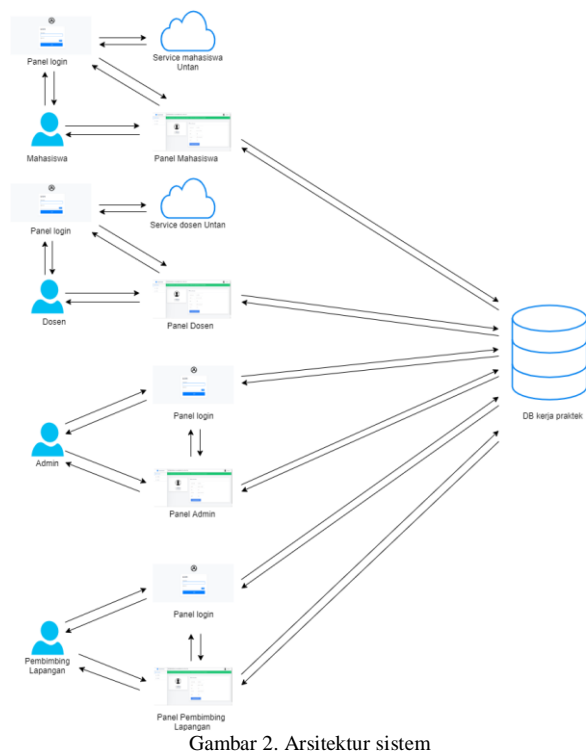 Panel login
Service mahasiswa
Untan
Mahasiswa
Panel Mahasiswa
Panel login
Service dosen Untan
Dosen
Panel Dosen
Panel login
DB kerja praktek
Admin
Panel Admin
Panel login
Pembimbing
Lapangan
Panel Pembimbing
Lapangan
Gambar 2. Arsitektur sistem